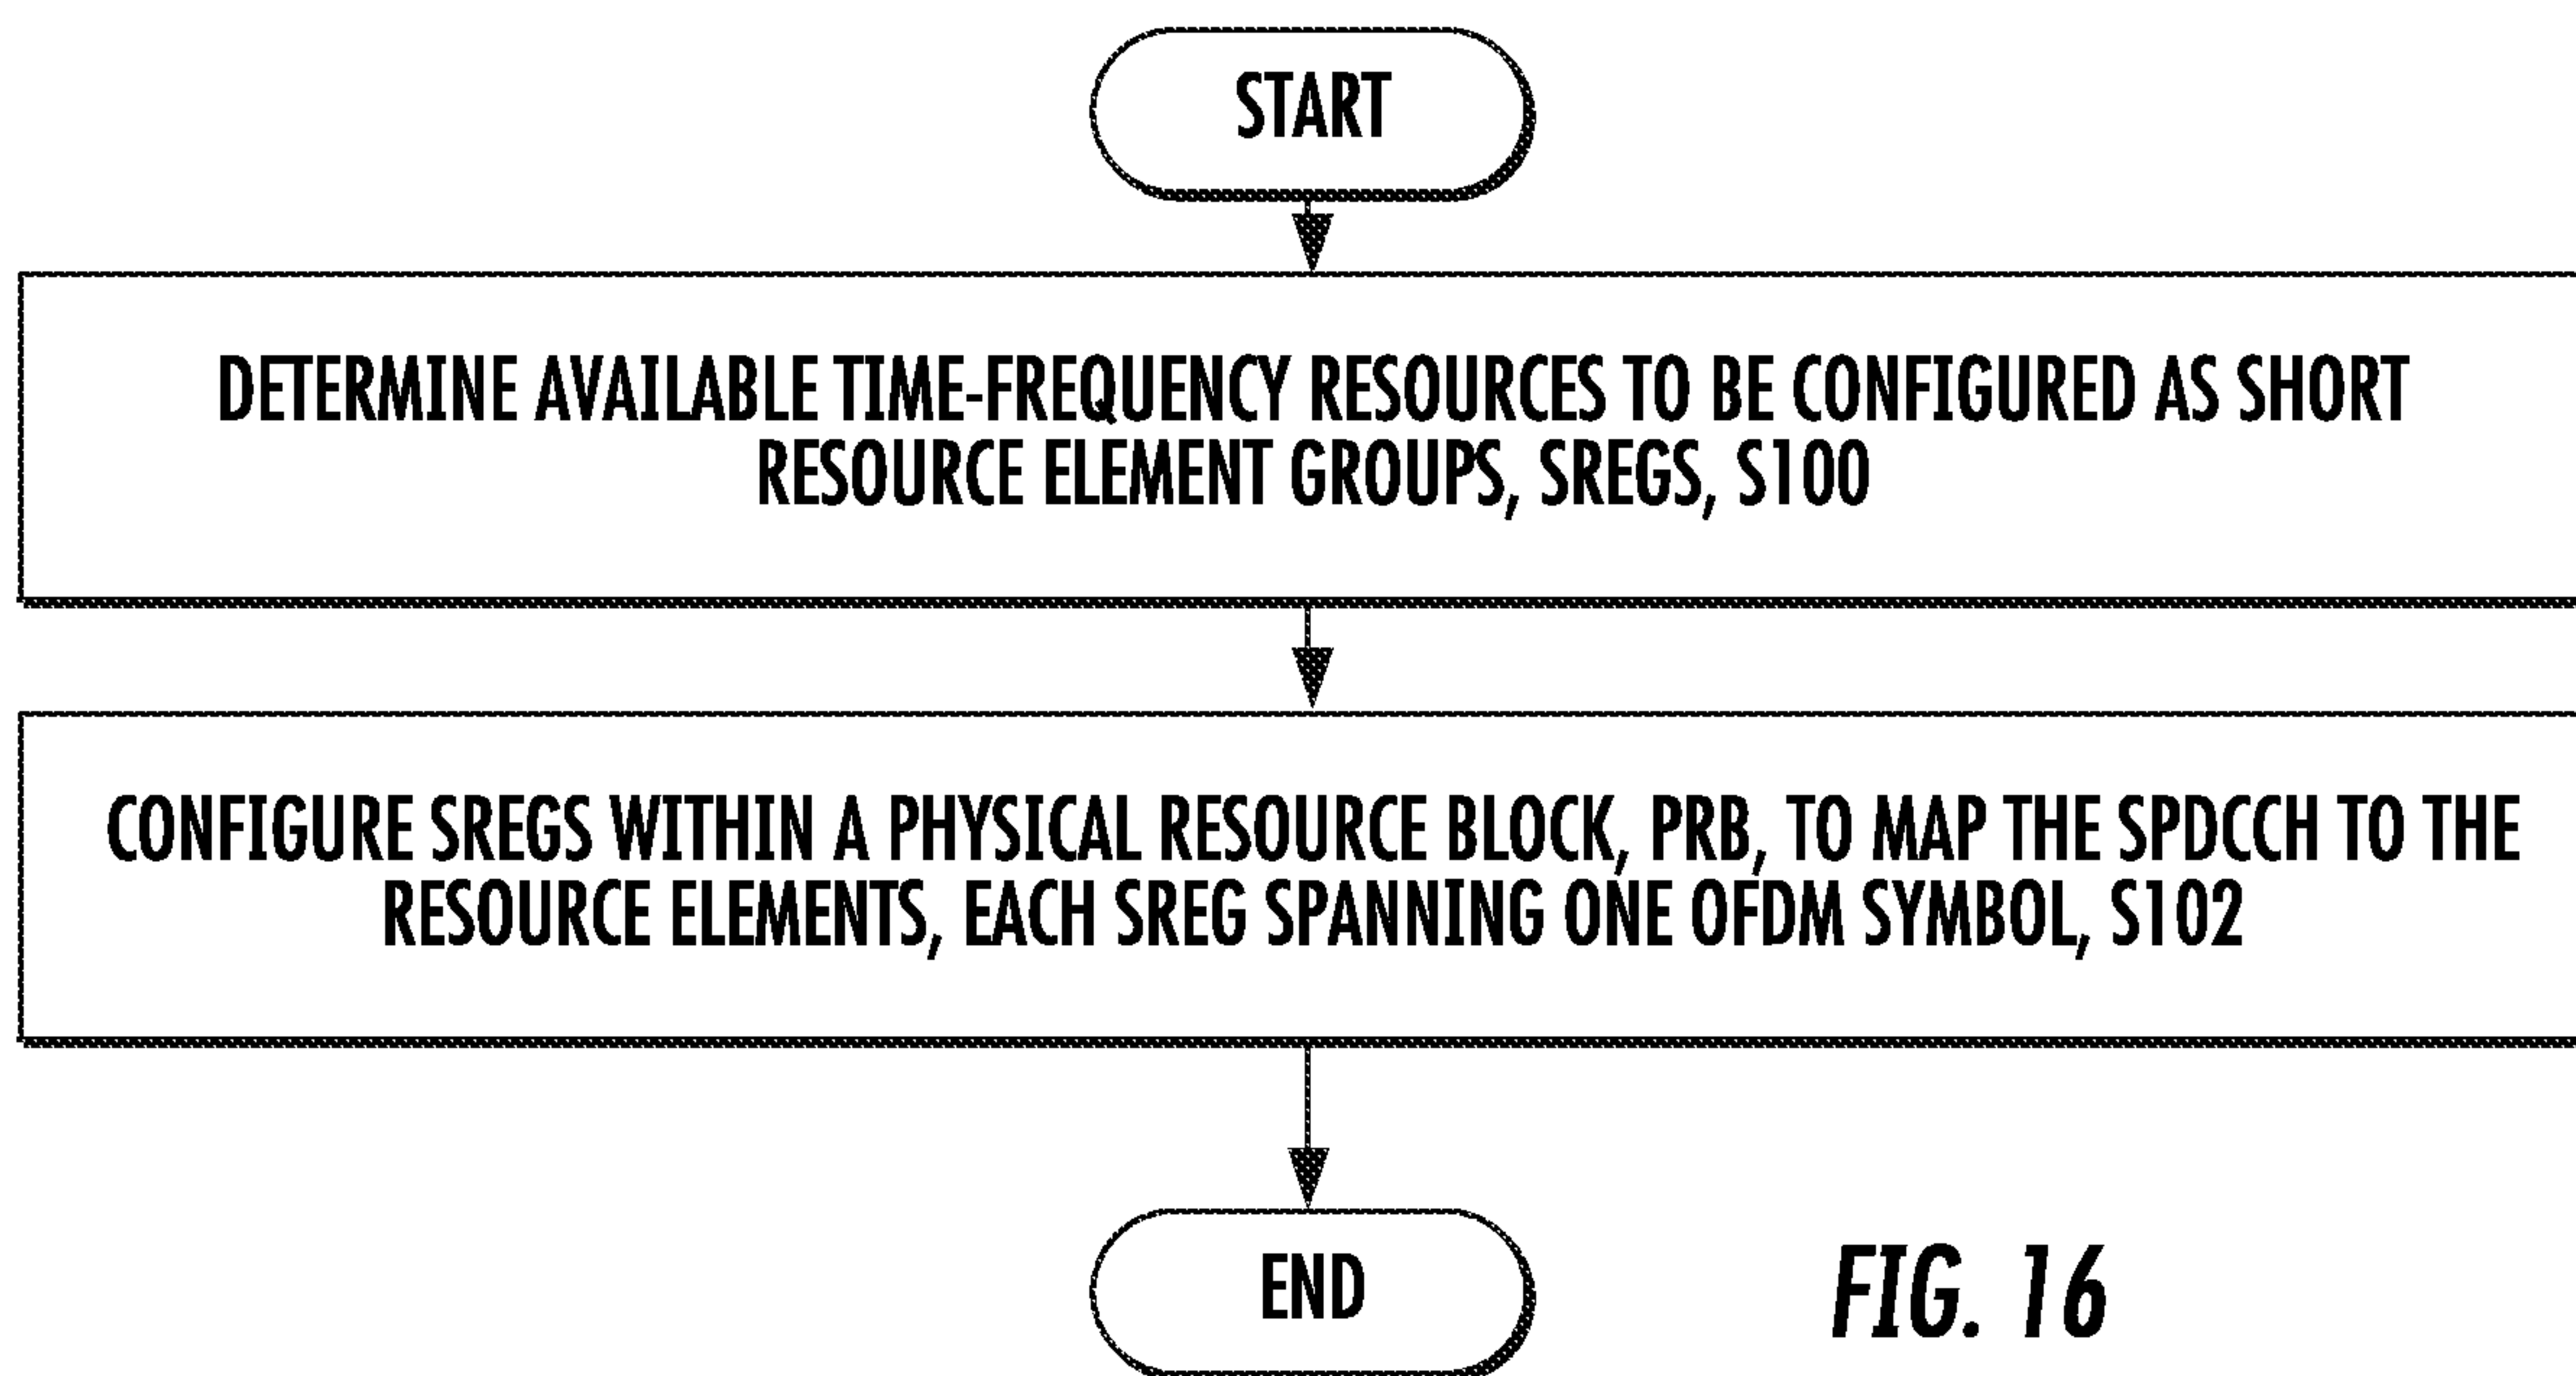 START
DETERMINE AVAILABLE TIME-FREQUENCY RESOURCES TO BE CONFIGURED AS SHORT
RESOURCE ELEMENT GROUPS, SREGS, S100
CONFIGURE SREGS WITHIN A PHYSICAL RESOURCE BLOCK, PRB, TO MAP THE SPDCCH TO THE
RESOURCE ELEMENTS, EACH SREG SPANNING ONE OFDM SYMBOL, S102
END
FIG. 16